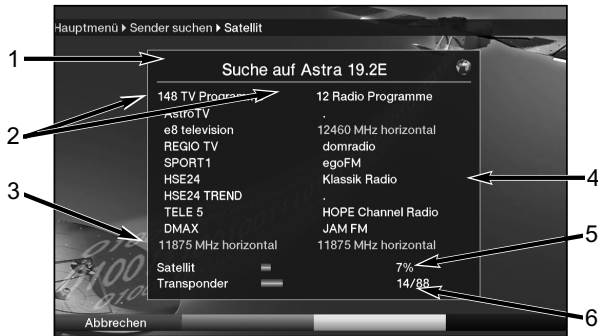 Hauptmenü ▸ Sender suchen ▸ Satellit
1
Suche auf Astra 19.2E
148 TV 12 Radio Programme
2
AstroTV .
e8 television 12460 MHz horizontal
REGIO TV domradio
SPORT1 egoFM
3
HSE24 Klassik Radio
4
HSE24 TREND .
TELE 5 HOPE Channel Radio
DMAX JAM FM
11875 MHz horizontal 11875 MHz horizontal
5
Satellit 7%
Transponder 14/88
6
Abbrechen